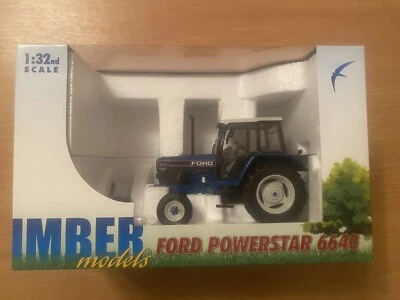 1:32nd
SCALE
FORD
IMBER
models
FORD POWERSTAR 6640